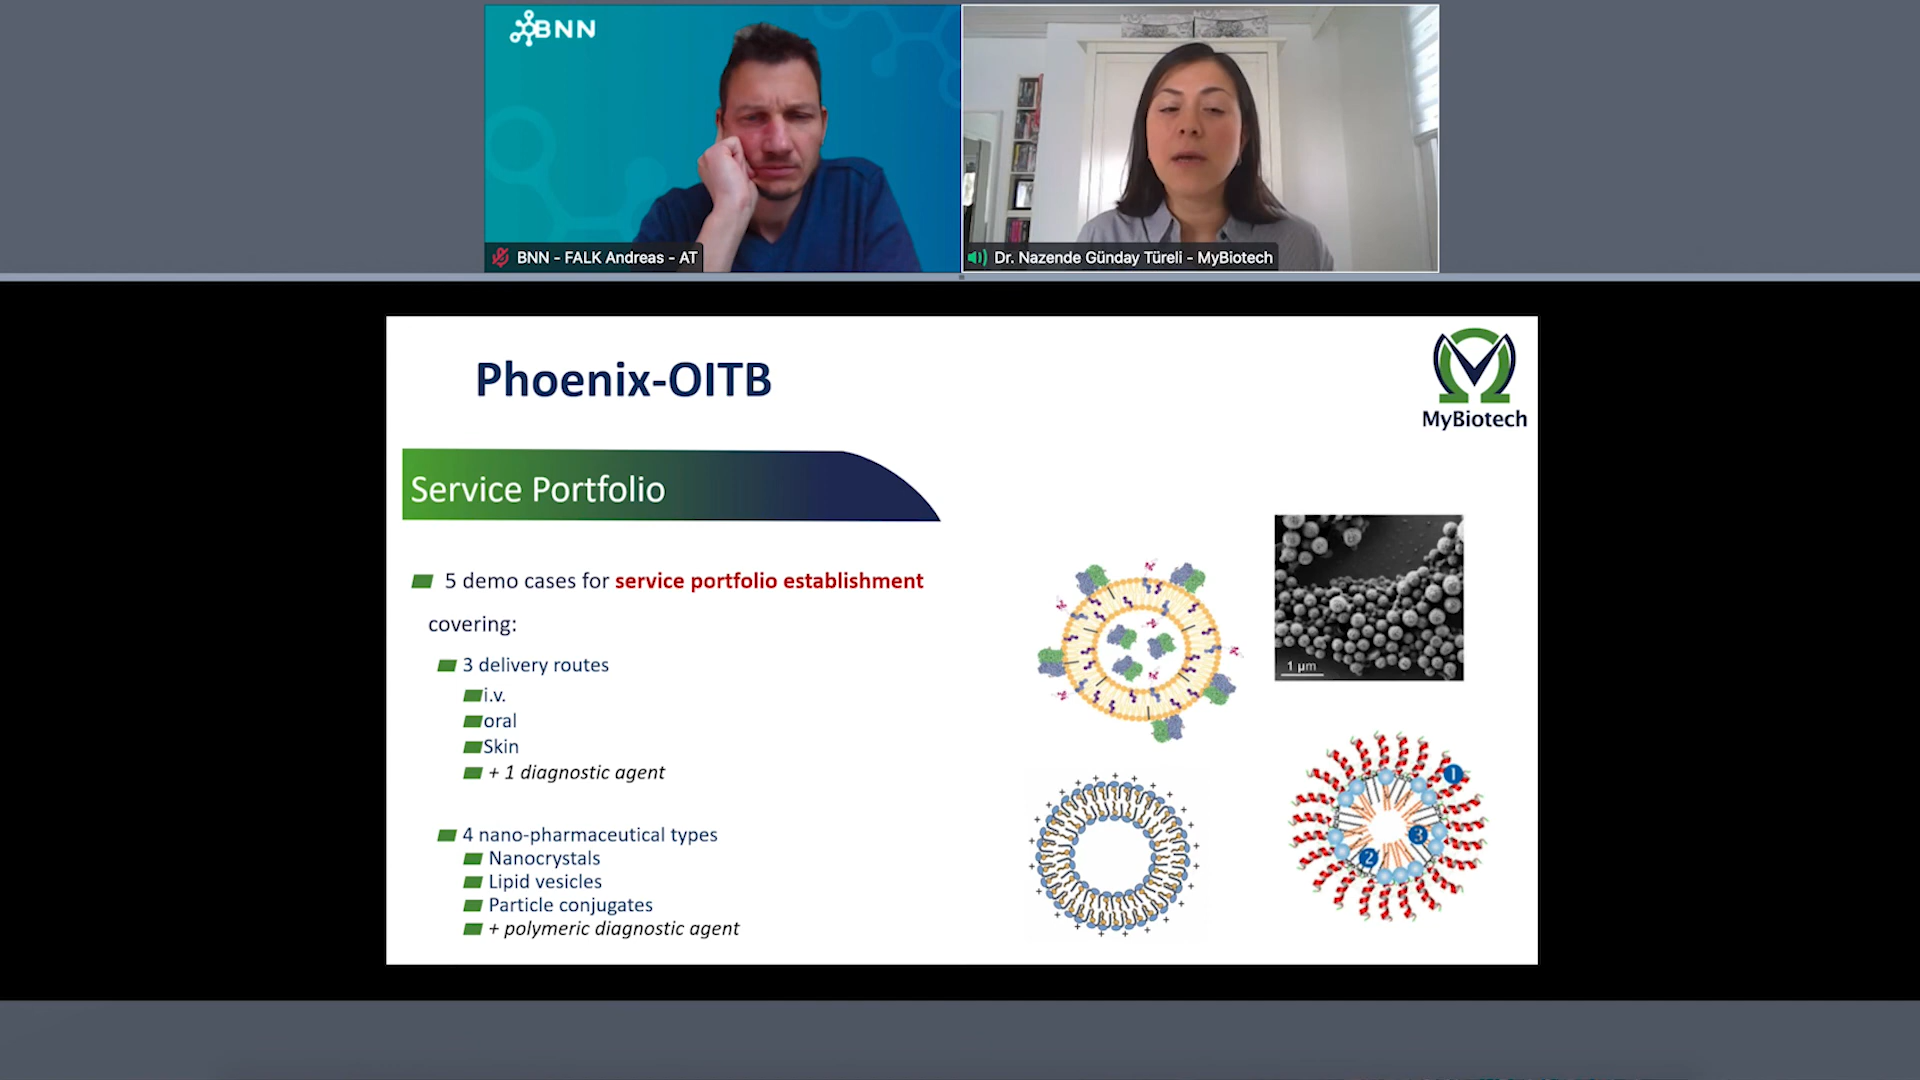 BNN
BNN - FALK Andreas - AT
Dr. Nazende Günday Türeli - MyBiotech
Phoenix-OITB
MyBiotech
Service Portfolio
5 demo cases for service portfolio establishment
covering:
3 delivery routes
i.v.
oral
Skin
+ 1 diagnostic agent
4 nano-pharmaceutical types
Nanocrystals
Lipid vesicles
Particle conjugates
+ polymeric diagnostic agent
1 µm
1
3
2